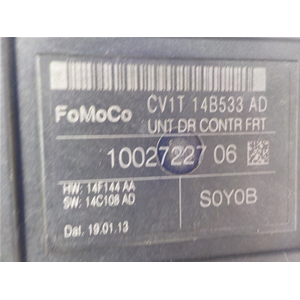 CV1T 14B533 AD
FoMoCo
UNT-DR CONTR FRT
10027227 06
HW: 14F144 AA
SW: 14C108 AD
S0Y0B
Dat. 19.01.13